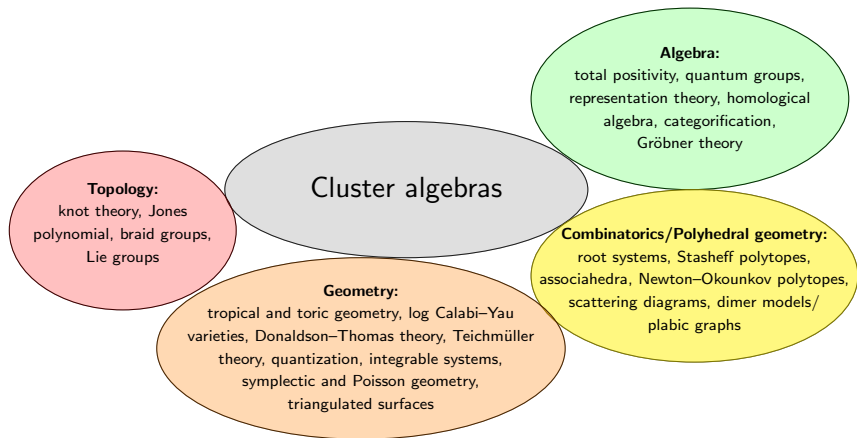 Algebra:
total positivity, quantum groups,
representation theory, homological
algebra, categorification,
Gröbner theory
Cluster algebras
Topology:
knot theory, Jones
polynomial, braid groups,
Lie groups
Combinatorics/Polyhedral geometry:
root systems, Stasheff polytopes,
associahedra, Newton–Okounkov polytopes,
scattering diagrams, dimer models/
plabic graphs
Geometry:
tropical and toric geometry, log Calabi–Yau
varieties, Donaldson–Thomas theory, Teichmüller
theory, quantization, integrable systems,
symplectic and Poisson geometry,
triangulated surfaces